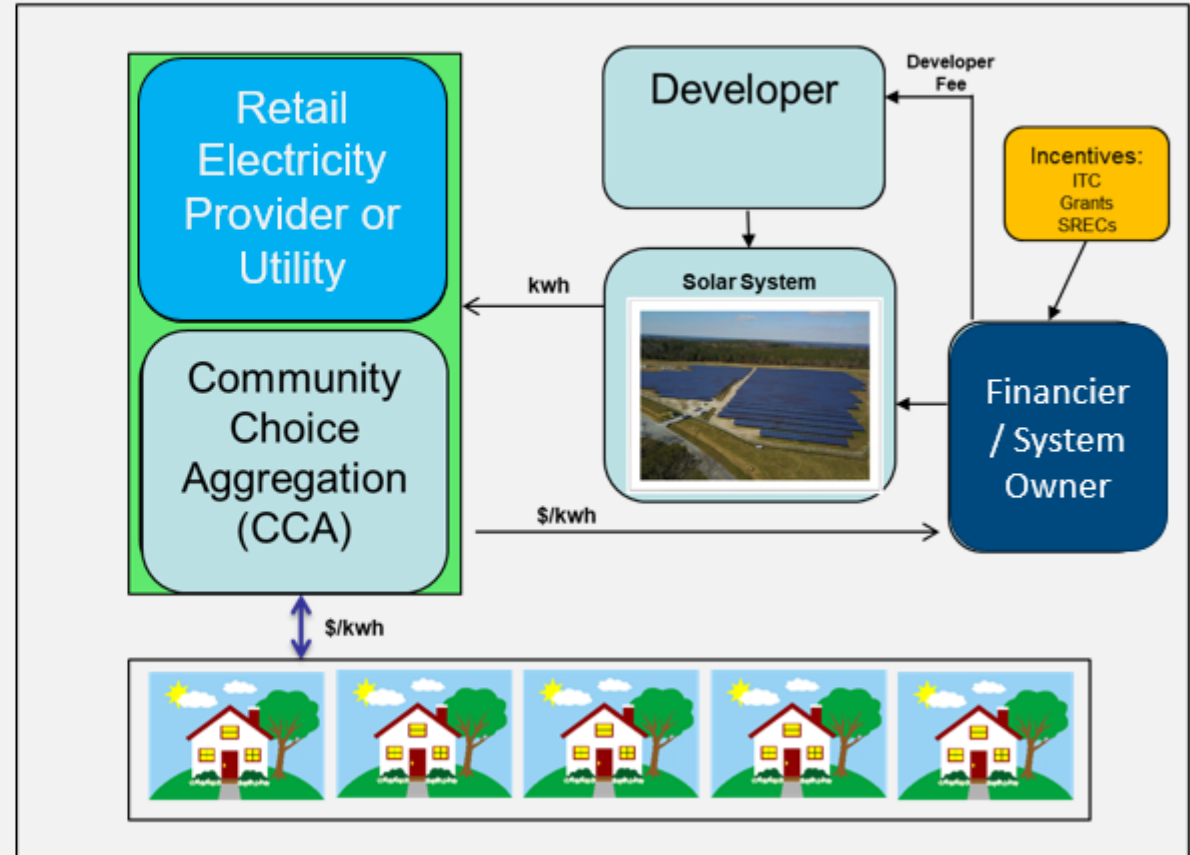 Retail
Electricity
Provider or
Utility
Community
Choice
Aggregation
(CCA)
Developer
Developer
Fee
Incentives:
ITC
Grants
SRECs
kwh
Solar System
Financier
/ System
Owner
$/kwh
$/kwh